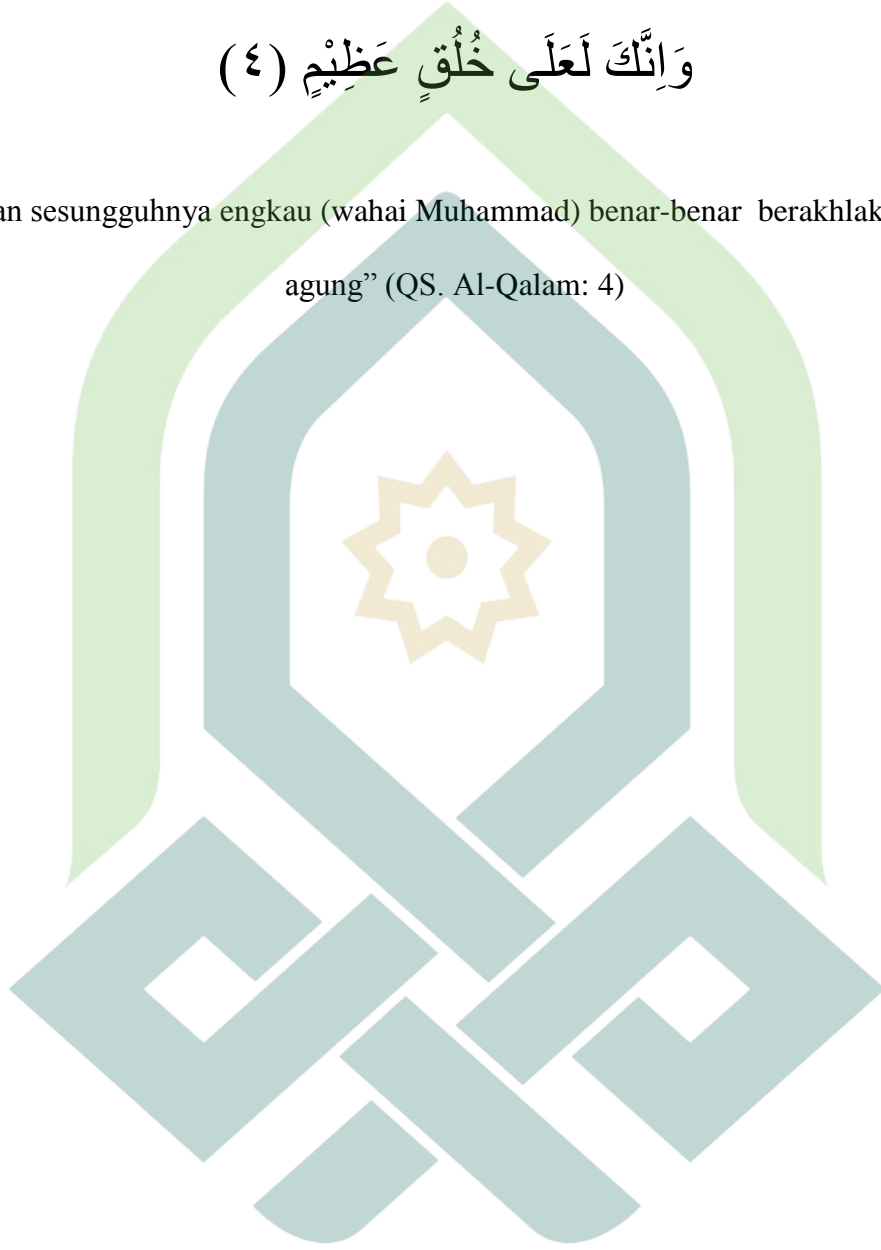 وَاِنَّكَ لَعَلَى خُلُقٍ عَظِيْمٍ (٤)
an sesungguhnya engkau (wahai Muhammad) benar-benar berakhlak
agung” (QS. Al-Qalam: 4)